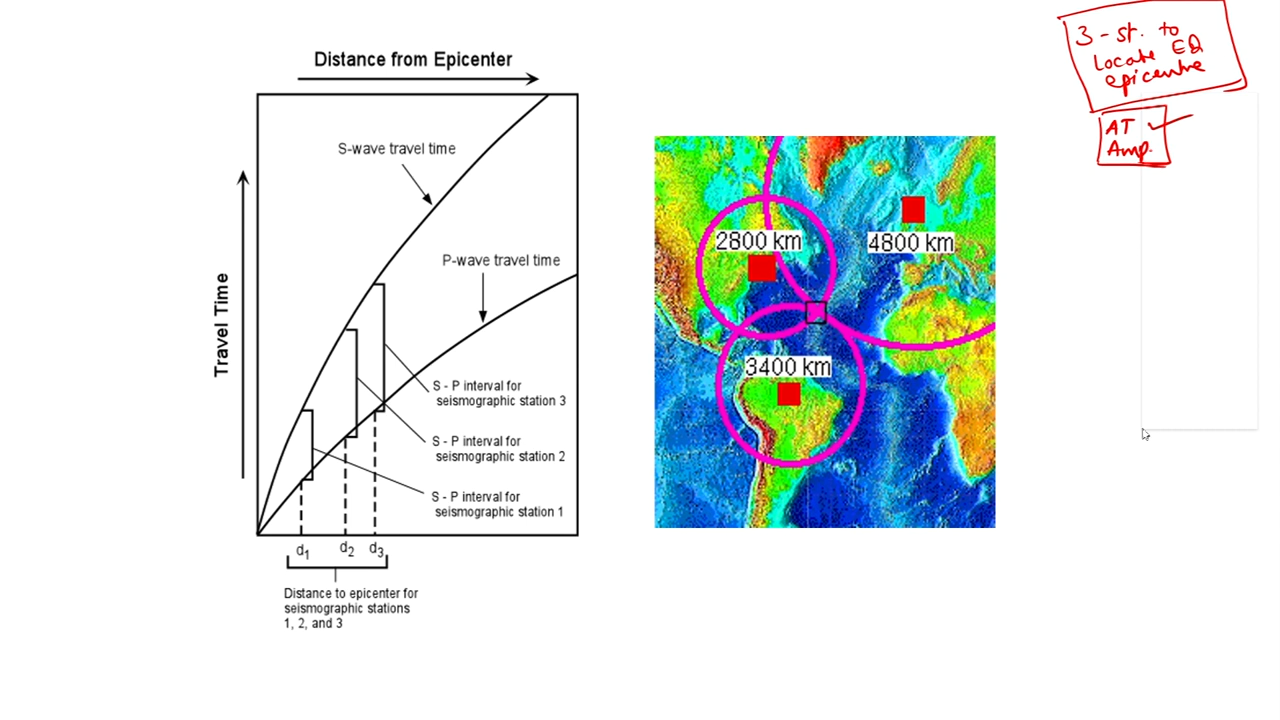 Distance from Epicenter
S-wave travel time
P-wave travel time
Travel Time
S - P interval for
seismographic station 3
S - P interval for
seismographic station 2
S - P interval for
seismographic station 1
d1
d2
d3
Distance to epicenter for
seismographic stations
1, 2, and 3
2800 km
4800 km
3400 km
3 - st. to
Locate EQ
epicentre
AT
Amp.